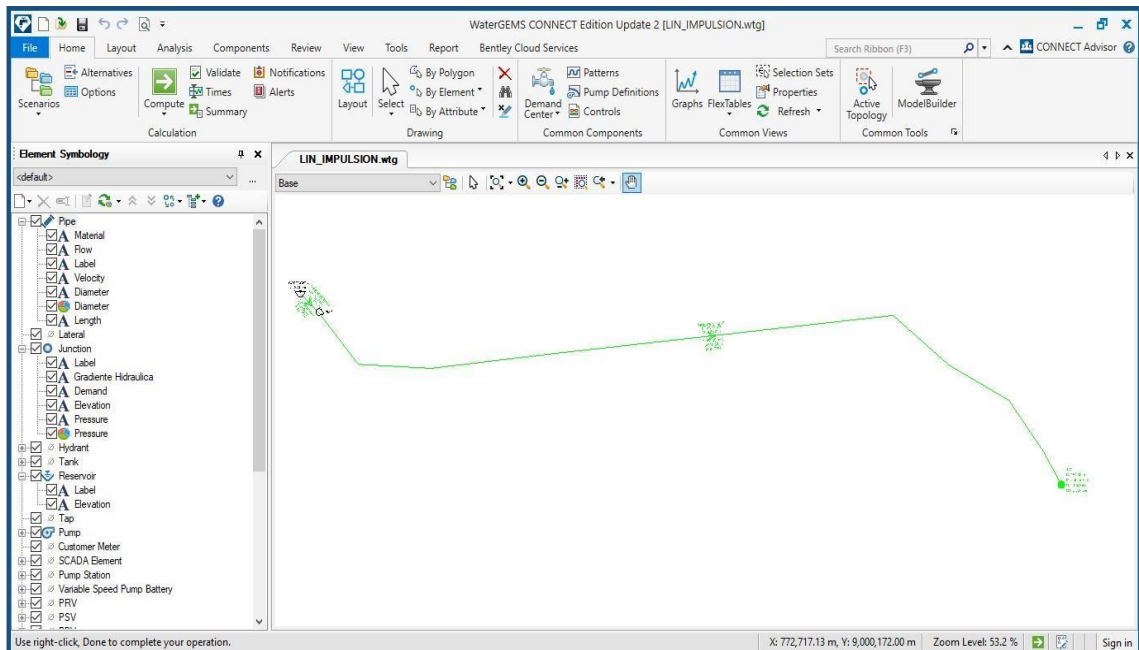 WaterGEMS CONNECT Edition Update 2 [LIN_IMPULSION.wtg]
File Home Layout Analysis Components Review View Tools Report Bentley Cloud Services Search Ribbon (F3) CONNECT Advisor
Scenarios
Alternatives
Options
Compute
Validate
Times
Summary
Notifications
Alerts
Calculation
Layout
Select
By Polygon
By Element
By Attribute
Drawing
Demand Center
Patterns
Pump Definitions
Controls
Common Components
Graphs
FlexTables
Selection Sets
Properties
Refresh
Common Views
Active Topology
ModelBuilder
Common Tools
Element Symbology
<default>
...
Pipe
Material
Flow
Label
Velocity
Diameter
Diameter
Length
Lateral
Junction
Label
Gradiente Hidraulica
Demand
Elevation
Pressure
Pressure
Hydrant
Tank
Reservoir
Label
Elevation
Tap
Pump
Customer Meter
SCADA Element
Pump Station
Variable Speed Pump Battery
PRV
PSV
LIN_IMPULSION.wtg
Base
Use right-click, Done to complete your operation.
X: 772,717.13 m, Y: 9,000,172.00 m
Zoom Level: 53.2 %
Sign in